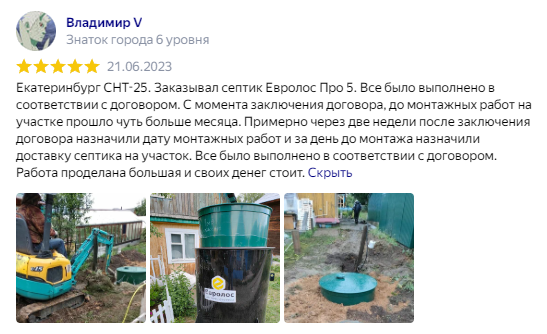 Владимир V
Знаток города 6 уровня
21.06.2023
Екатеринбург СНТ-25. Заказывал септик Евролос Про 5. Все было выполнено в
соответствии с договором. С момента заключения договора, до монтажных работ на
участке прошло чуть больше месяца. Примерно через две недели после заключения
договора назначили дату монтажных работ и за день до монтажа назначили
доставку септика на участок. Все было выполнено в соответствии с договором.
Работа проделана большая и своих денег стоит. Скрыть
Евролос